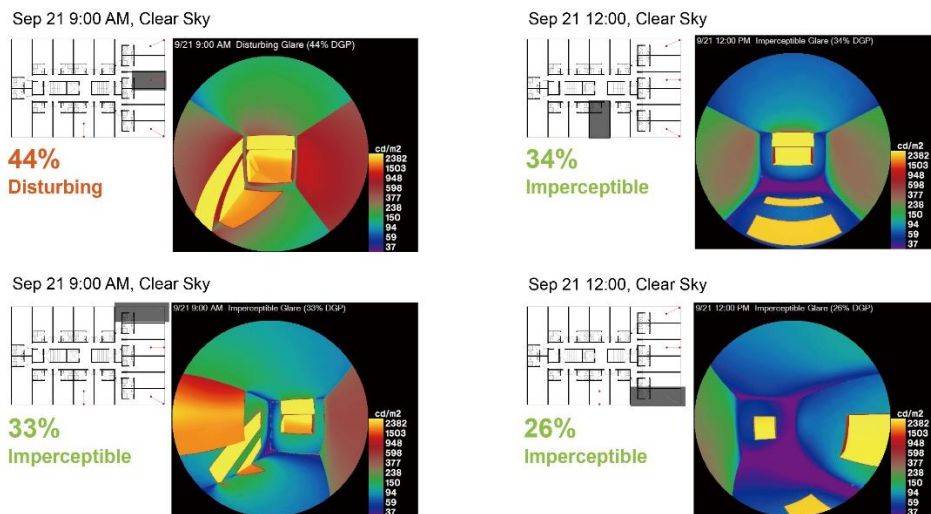 Sep 21 9:00 AM, Clear Sky
9/21 9:00 AM Disturbing Glare (44% DGP)
44%
Disturbing
cd/m2
2382
1503
948
598
377
238
150
94
59
37
Sep 21 12:00, Clear Sky
9/21 12:00 PM Imperceptible Glare (34% DGP)
34%
Imperceptible
cd/m2
2382
1503
948
598
377
238
150
94
59
37
Sep 21 9:00 AM, Clear Sky
9/21 9:00 AM Imperceptible Glare (33% DGP)
33%
Imperceptible
cd/m2
2382
1503
948
598
377
238
150
94
59
37
Sep 21 12:00, Clear Sky
9/21 12:00 PM Imperceptible Glare (26% DGP)
26%
Imperceptible
cd/m2
2382
1503
948
598
377
238
150
94
59
37